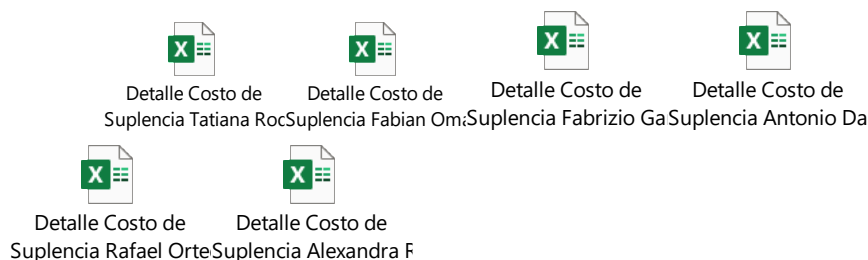 Detalle Costo de
Suplencia Tatiana Roc
Detalle Costo de
Suplencia Fabian Oma
Detalle Costo de
Suplencia Fabrizio Ga
Detalle Costo de
Suplencia Antonio Da
Detalle Costo de
Suplencia Rafael Orte
Detalle Costo de
Suplencia Alexandra R